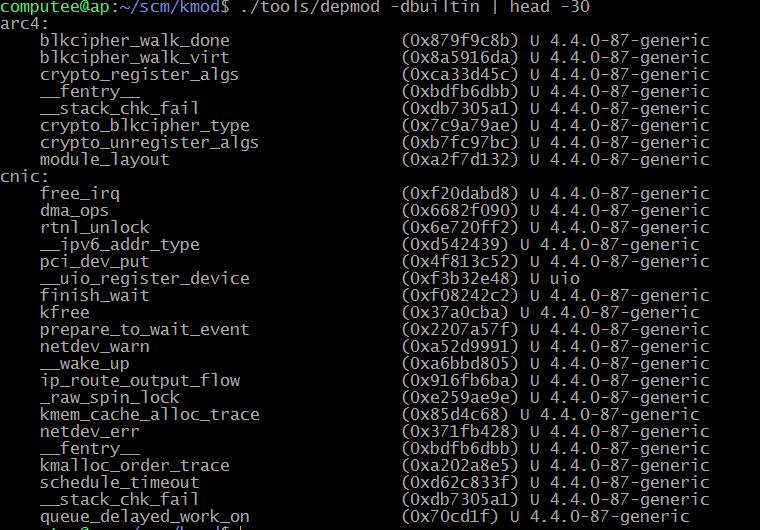 computee@ap:~/scm/kmod$ ./tools/depmod -dbuiltin | head -30
arc4:
    blkcipher_walk_done                 (0x879f9c8b) U 4.4.0-87-generic
    blkcipher_walk_virt                 (0x8a5916da) U 4.4.0-87-generic
    crypto_register_algs                (0xca33d45c) U 4.4.0-87-generic
    __fentry__                          (0xbdfb6dbb) U 4.4.0-87-generic
    __stack_chk_fail                    (0xdb7305a1) U 4.4.0-87-generic
    crypto_blkcipher_type               (0x7c9a79ae) U 4.4.0-87-generic
    crypto_unregister_algs              (0xb7fc97bc) U 4.4.0-87-generic
    module_layout                       (0xa2f7d132) U 4.4.0-87-generic
cnic:
    free_irq                            (0xf20dabd8) U 4.4.0-87-generic
    dma_ops                             (0x6682f090) U 4.4.0-87-generic
    rtnl_unlock                         (0x6e720ff2) U 4.4.0-87-generic
    __ipv6_addr_type                    (0xd542439) U 4.4.0-87-generic
    pci_dev_put                         (0x4f813c52) U 4.4.0-87-generic
    __uio_register_device               (0xf3b32e48) U uio
    finish_wait                         (0xf08242c2) U 4.4.0-87-generic
    kfree                               (0x37a0cba) U 4.4.0-87-generic
    prepare_to_wait_event               (0x2207a57f) U 4.4.0-87-generic
    netdev_warn                         (0xa52d9991) U 4.4.0-87-generic
    __wake_up                           (0xa6bbd805) U 4.4.0-87-generic
    ip_route_output_flow                (0x916fb6ba) U 4.4.0-87-generic
    _raw_spin_lock                      (0xe259ae9e) U 4.4.0-87-generic
    kmem_cache_alloc_trace              (0x85d4c68) U 4.4.0-87-generic
    netdev_err                          (0x371fb428) U 4.4.0-87-generic
    __fentry__                          (0xbdfb6dbb) U 4.4.0-87-generic
    kmalloc_order_trace                 (0xa202a8e5) U 4.4.0-87-generic
    schedule_timeout                    (0xd62c833f) U 4.4.0-87-generic
    __stack_chk_fail                    (0xdb7305a1) U 4.4.0-87-generic
    queue_delayed_work_on               (0x70cd1f) U 4.4.0-87-generic